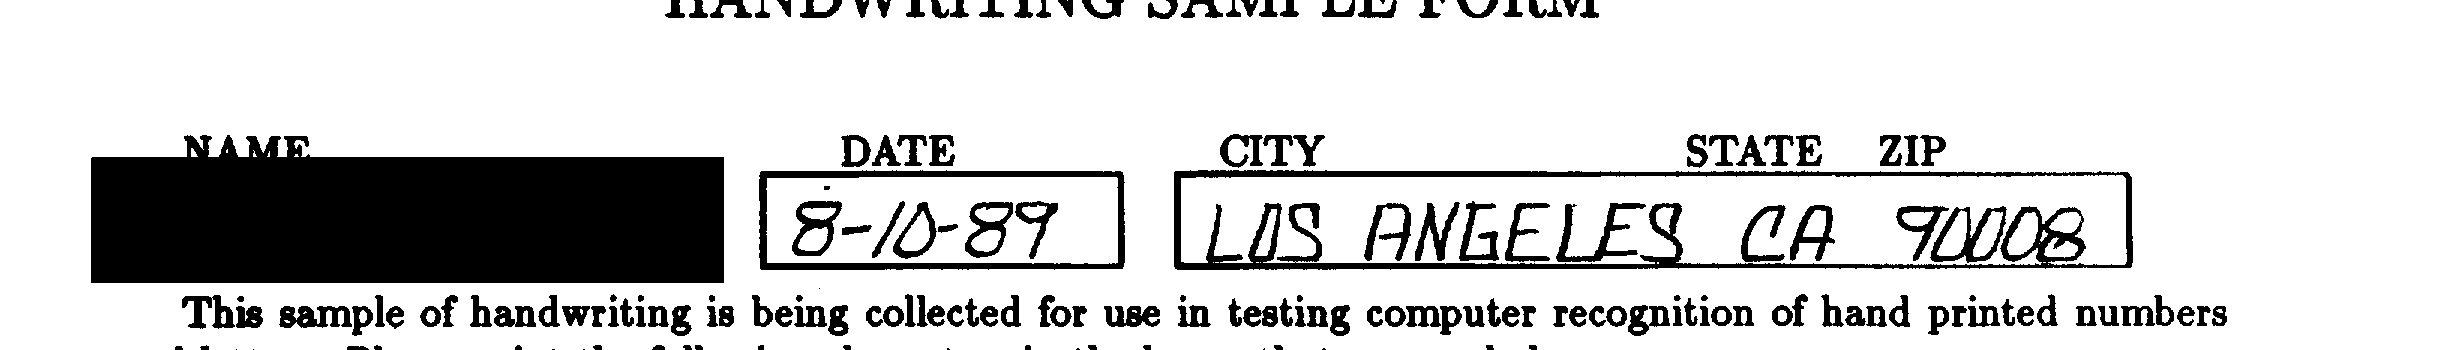 HANDWRITING SAMPLE FORM
NAME DATE CITY STATE ZIP
8-10-89 LOS ANGELES CA 90008
This sample of handwriting is being collected for use in testing computer recognition of hand printed numbers